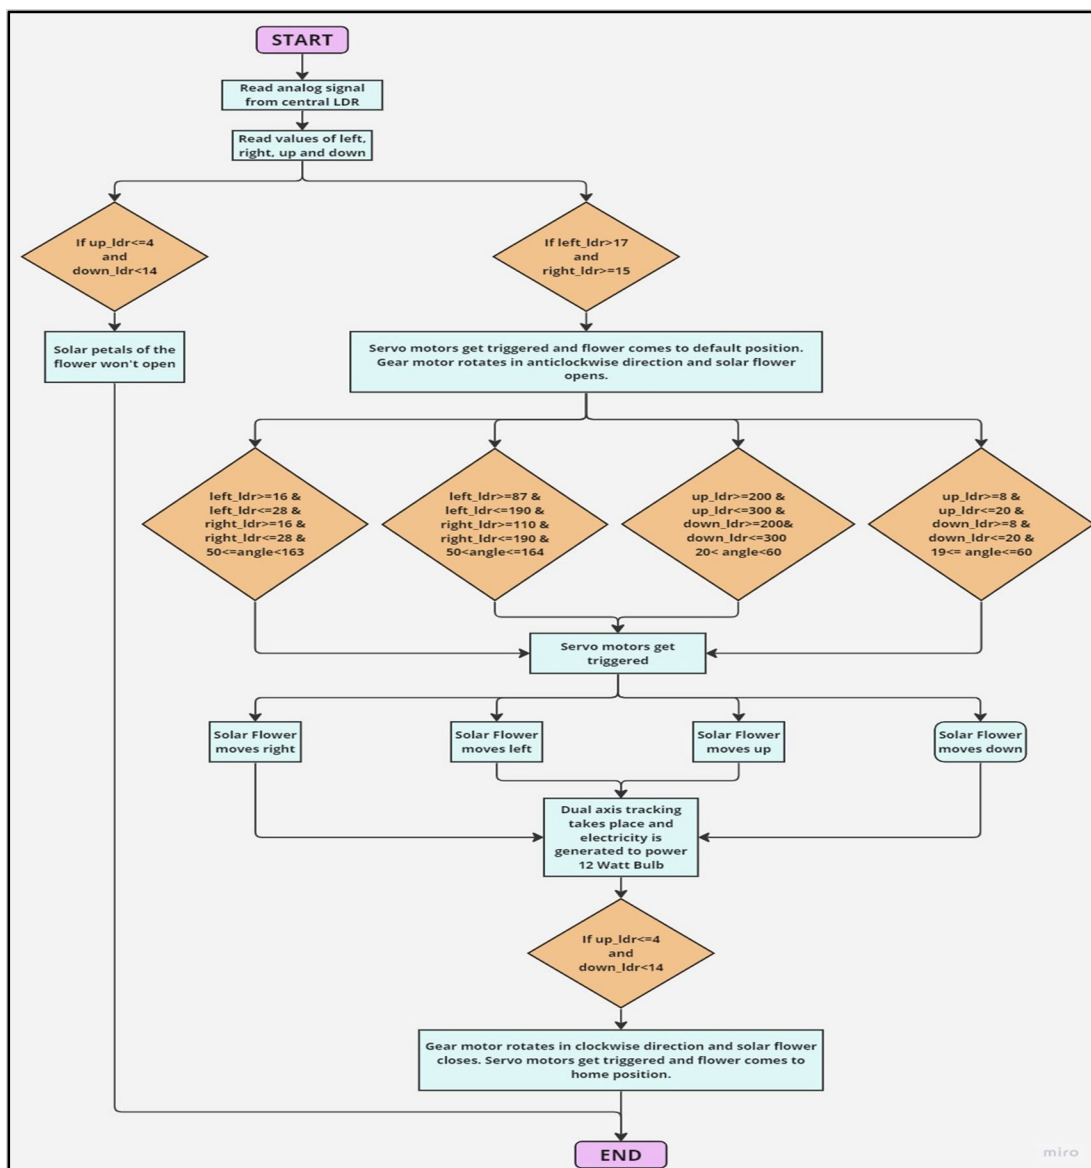 START
Read analog signal
from central LDR
Read values of left,
right, up and down
If up_ldr<=4
and
down_ldr<14
If left_ldr>17
and
right_ldr>=15
Solar petals of the
flower won't open
Servo motors get triggered and flower comes to default position.
Gear motor rotates in anticlockwise direction and solar flower
opens.
left_ldr>=16 &
left_ldr<=28 &
right_ldr>=16 &
right_ldr<=28 &
50<=angle<163
left_ldr>=87 &
left_ldr<=190 &
right_ldr>=110 &
right_ldr<=190 &
50<angle<=164
up_ldr>=200 &
up_ldr<=300 &
down_ldr>=200&
down_ldr<=300
20< angle<60
up_ldr>=8 &
up_ldr<=20 &
down_ldr>=8 &
down_ldr<=20 &
19<= angle<=60
Servo motors get
triggered
Solar Flower
moves right
Solar Flower
moves left
Solar Flower
moves up
Solar Flower
moves down
Dual axis tracking
takes place and
electricity is
generated to power
12 Watt Bulb
If up_ldr<=4
and
down_ldr<14
Gear motor rotates in clockwise direction and solar flower
closes. Servo motors get triggered and flower comes to
home position.
END
miro